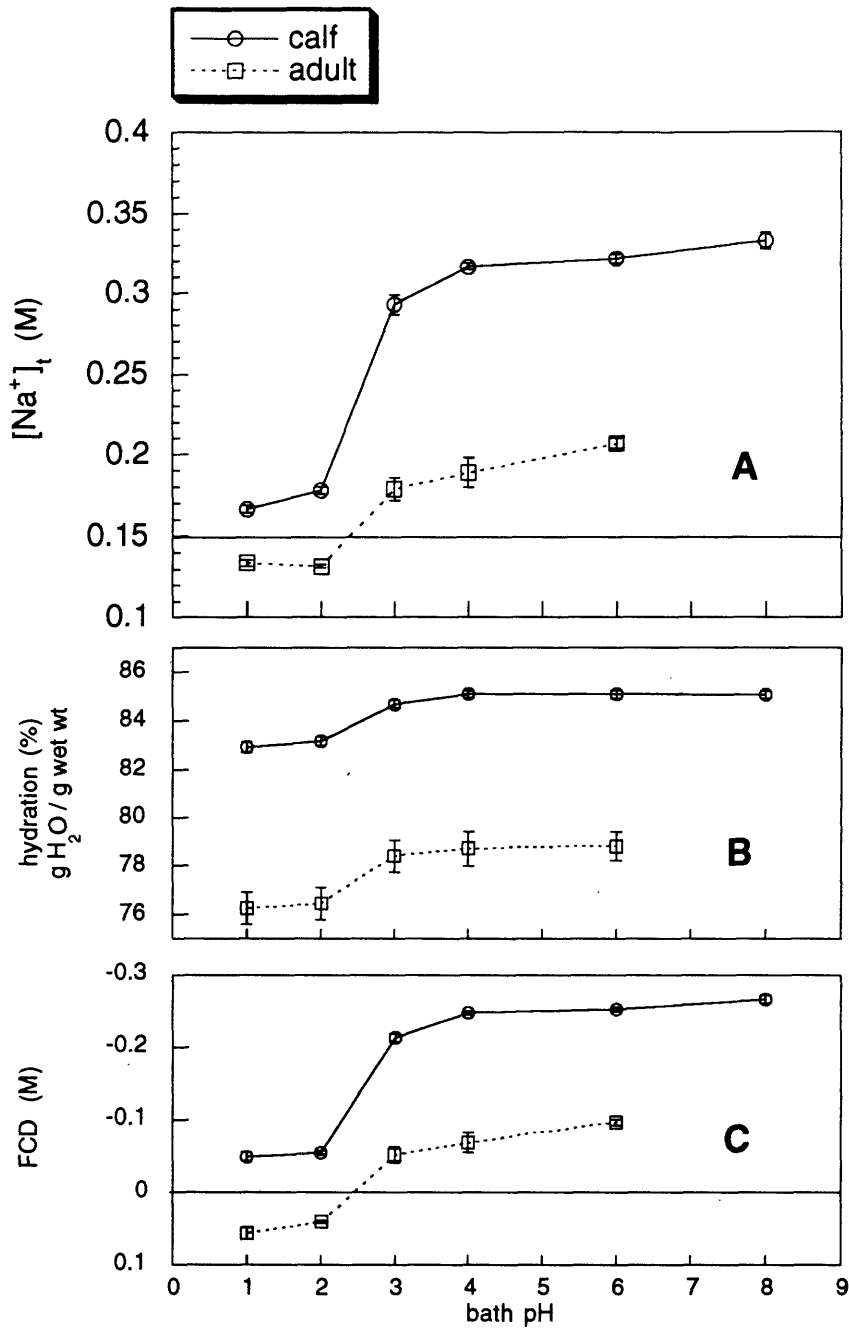 calf
adult
0.4
0.35
0.3
0.25
0.2
0.15
0.1
[Na⁺]ₜ (M)
A
86
84
82
80
78
76
hydration (%)
g H₂O / g wet wt
B
-0.3
-0.2
-0.1
0
0.1
FCD (M)
C
0 1 2 3 4 5 6 7 8 9
bath pH